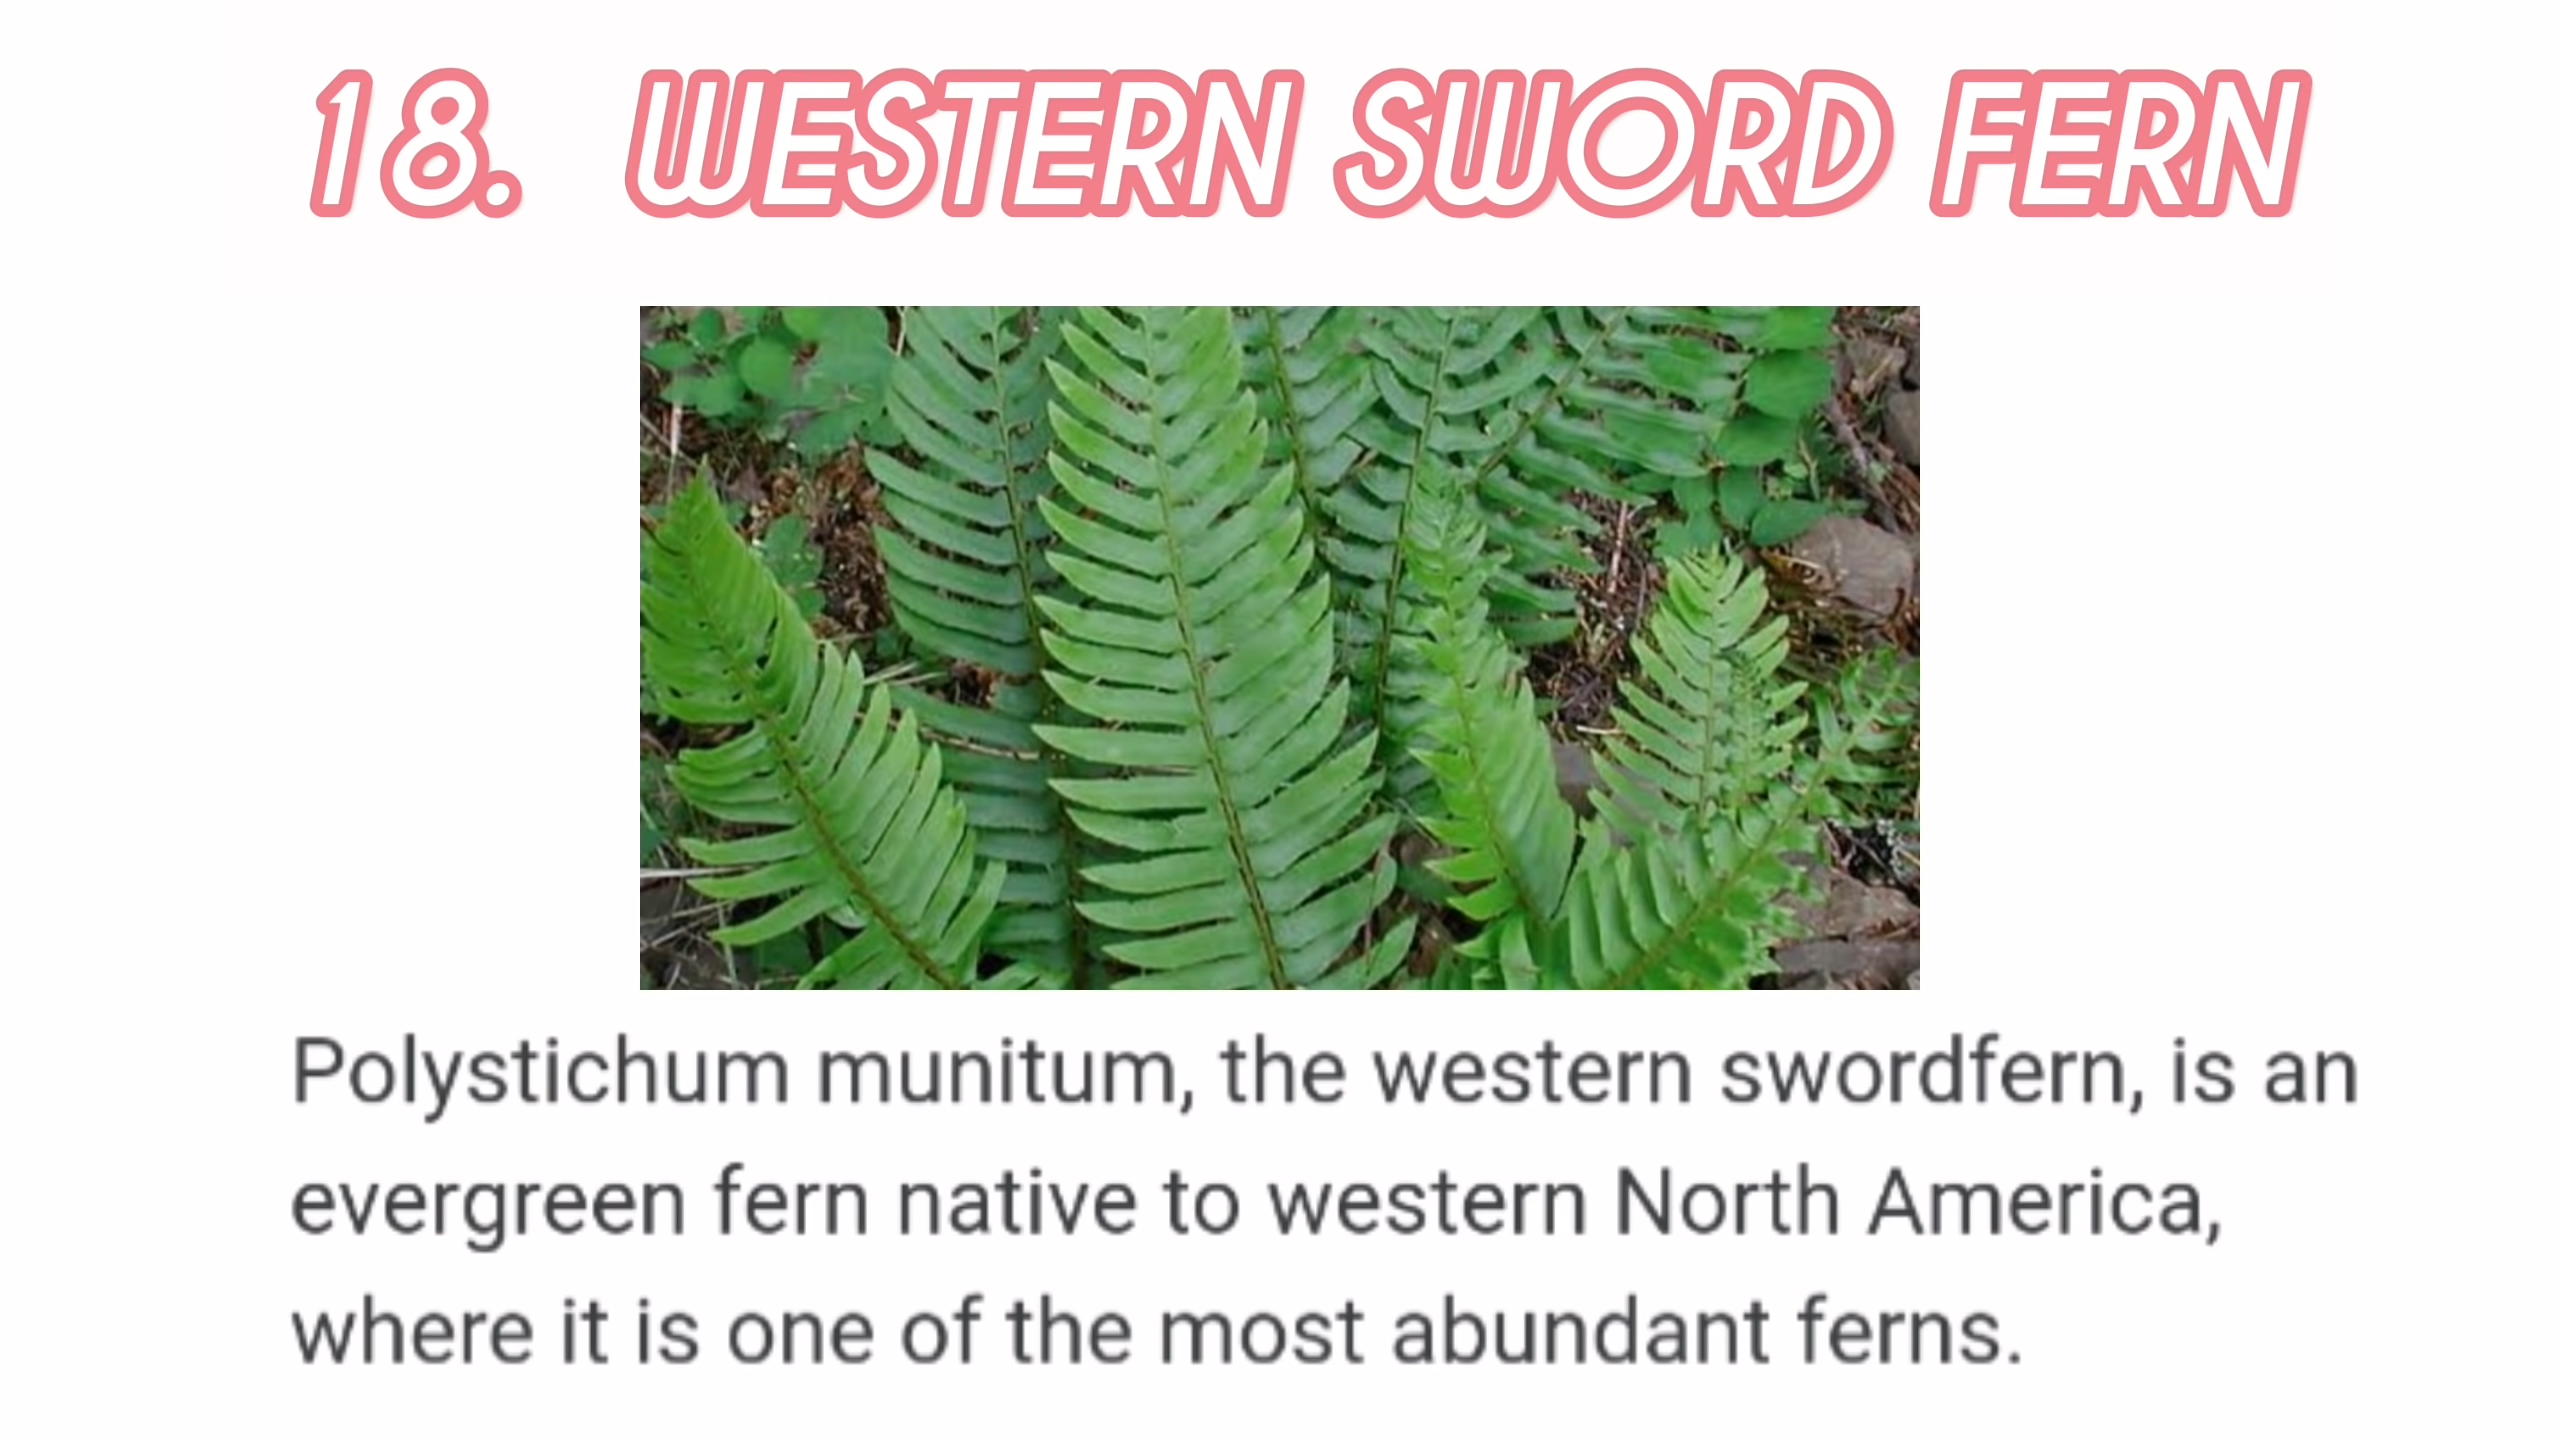 18. WESTERN SWORD FERN
Polystichum munitum, the western swordfern, is an
evergreen fern native to western North America,
where it is one of the most abundant ferns.